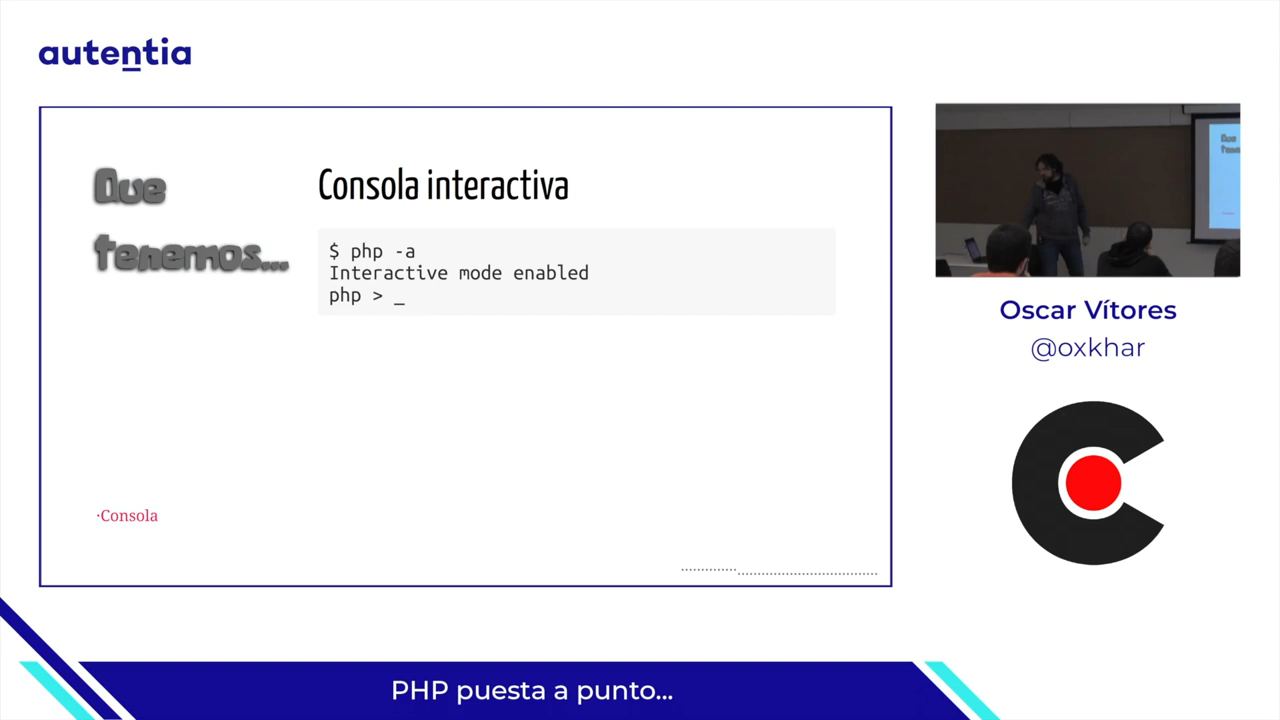 autentia
Que
tenemos...
Consola interactiva
$ php -a
Interactive mode enabled
php > _
·Consola
Oscar Vítores
@oxkhar
PHP puesta a punto...